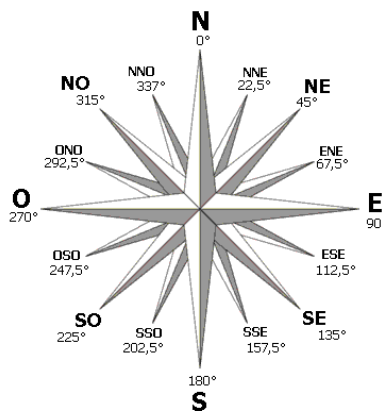 N
0°
NNO
337°
NNE
22,5°
NO
315°
NE
45°
ONO
292,5°
ENE
67,5°
O
270°
E
90
OSO
247,5°
ESE
112,5°
SO
225°
SE
135°
SSO
202,5°
SSE
157,5°
180°
S